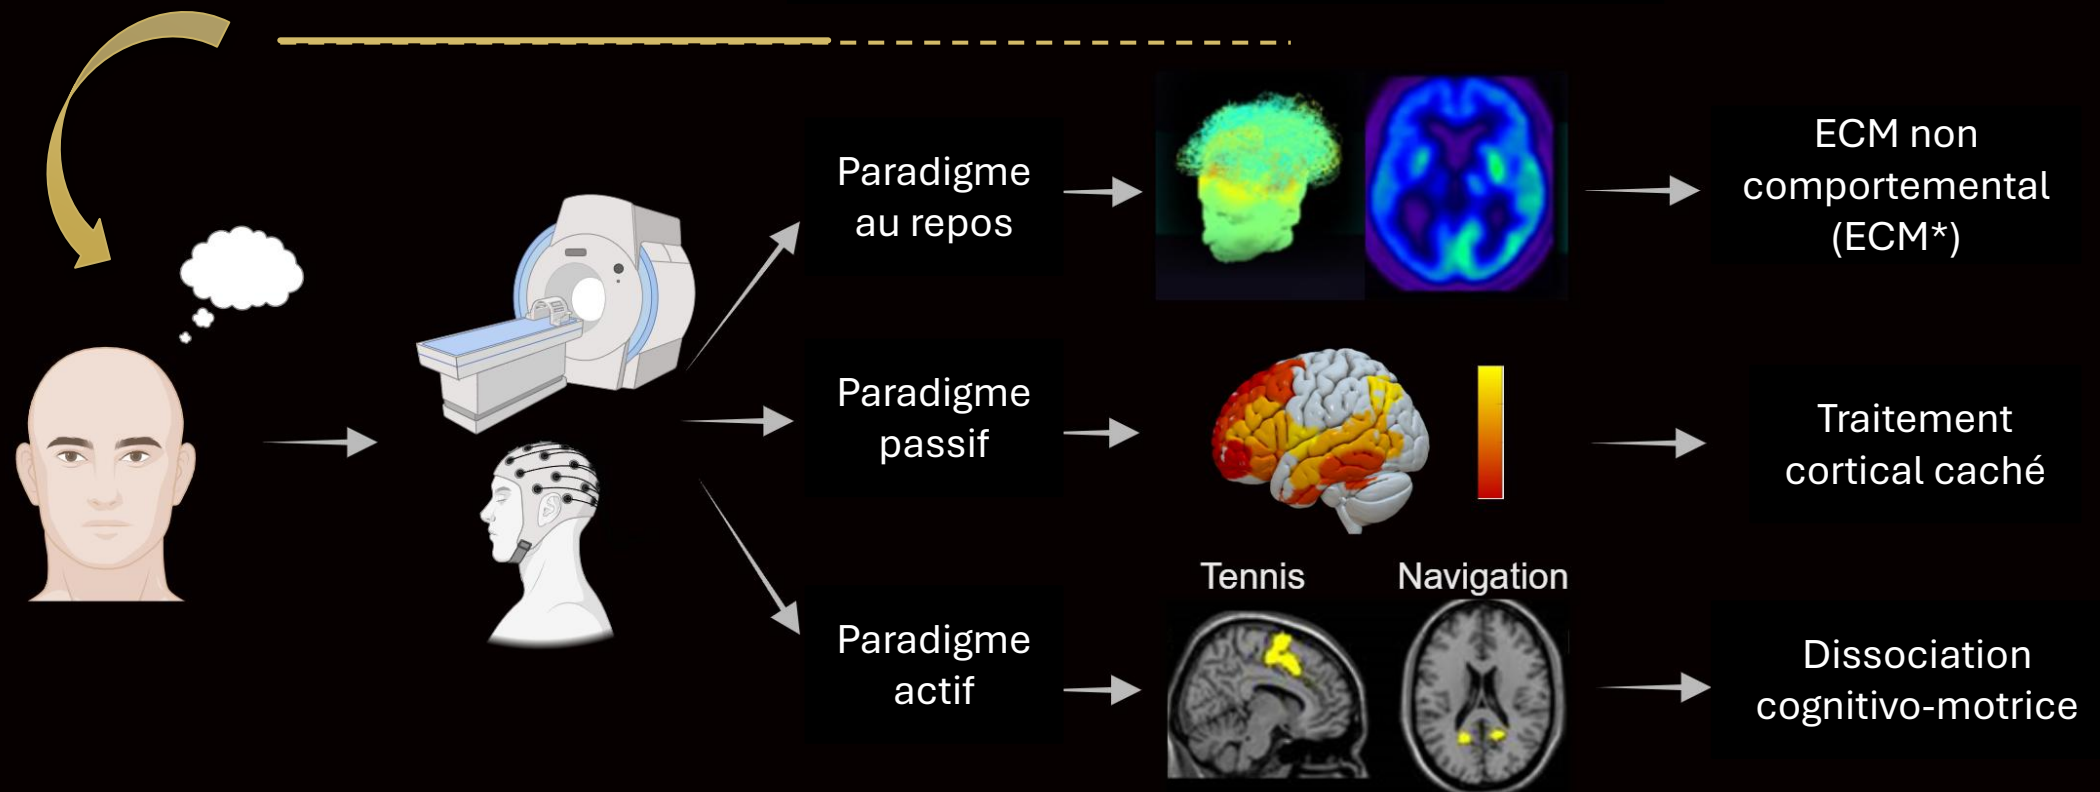 Paradigme
au repos
ECM non
comportemental
(ECM*)
Paradigme
passif
Traitement
cortical caché
Tennis
Navigation
Paradigme
actif
Dissociation
cognitivo-motrice